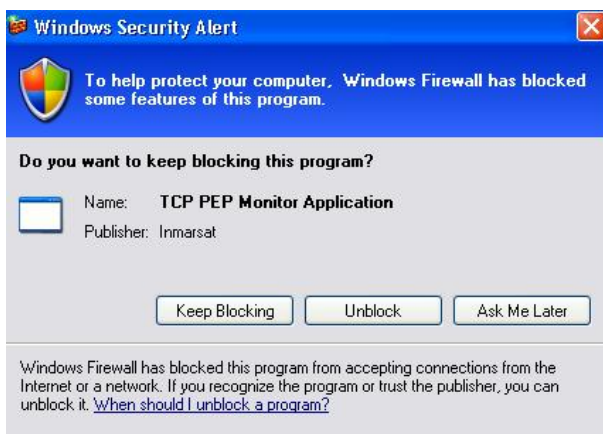 Windows Security Alert
To help protect your computer, Windows Firewall has blocked
some features of this program.
Do you want to keep blocking this program?
Name: TCP PEP Monitor Application
Publisher: Inmarsat
Keep Blocking Unblock Ask Me Later
Windows Firewall has blocked this program from accepting connections from the
Internet or a network. If you recognize the program or trust the publisher, you can
unblock it. When should I unblock a program?